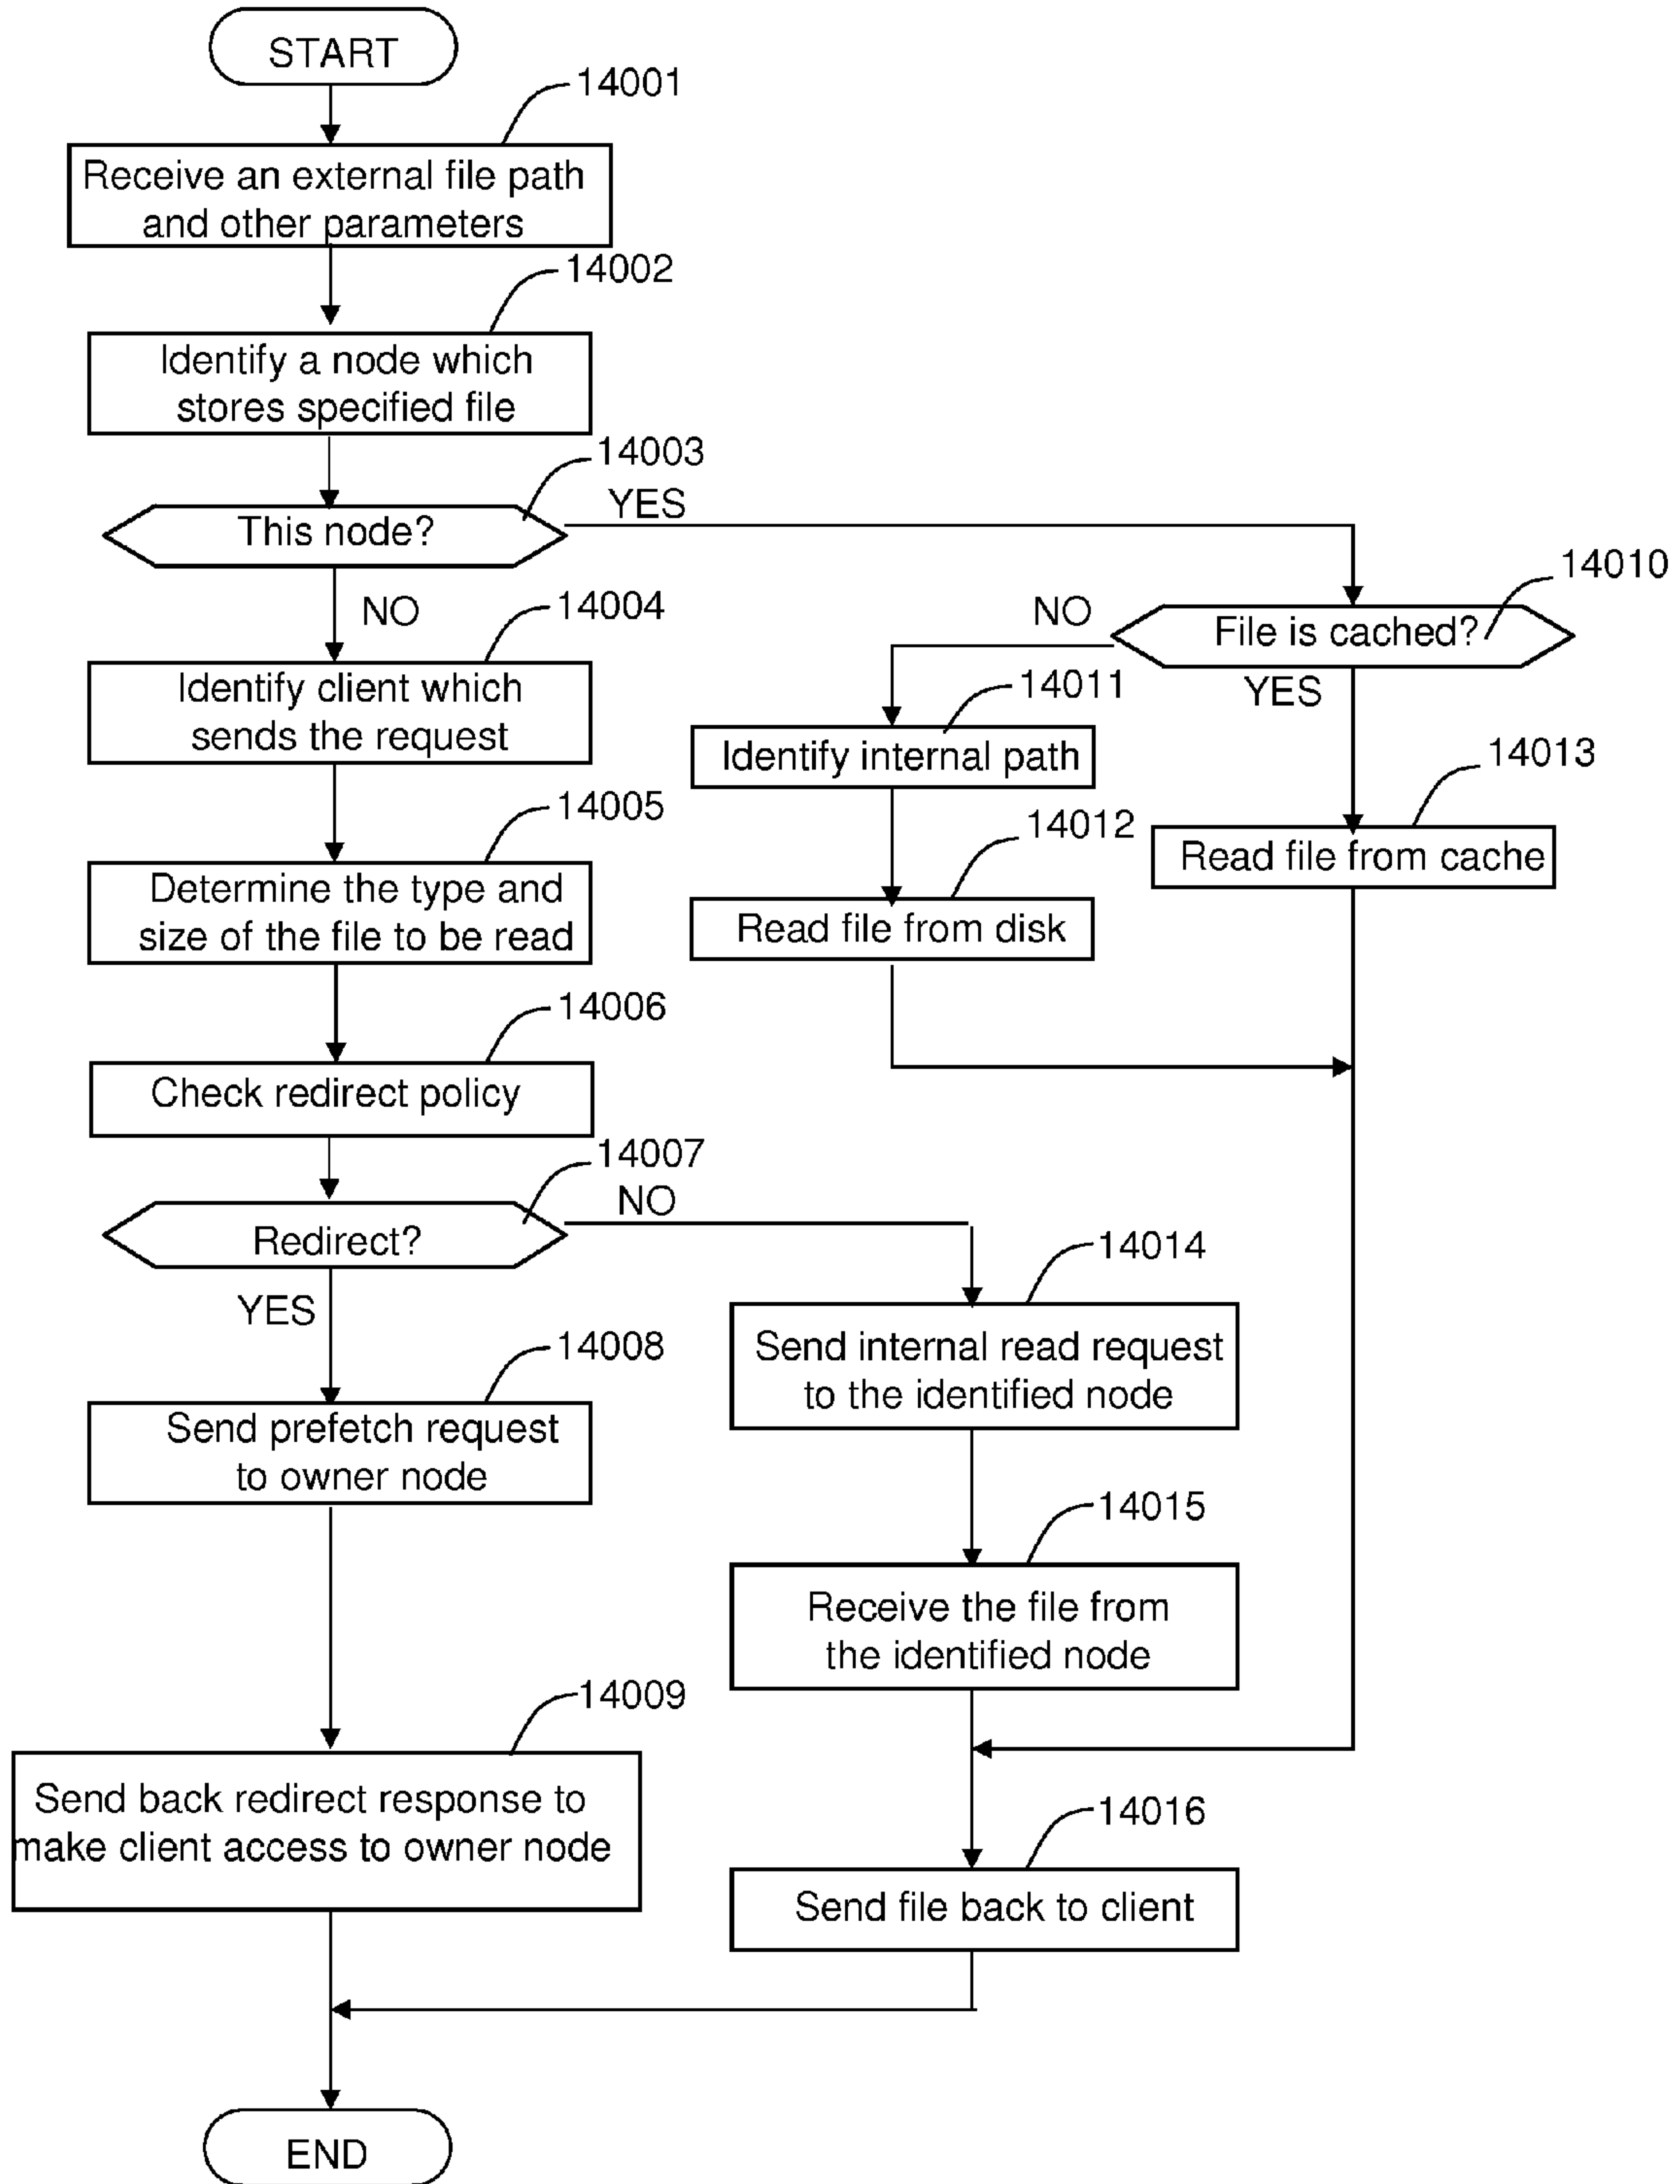 START
14001
Receive an external file path
and other parameters
14002
Identify a node which
stores specified file
14003
This node?
YES
NO
14004
Identify client which
sends the request
14005
Determine the type and
size of the file to be read
14006
Check redirect policy
14007
Redirect?
NO
YES
14008
Send prefetch request
to owner node
14009
Send back redirect response to
make client access to owner node
14010
File is cached?
NO
YES
14011
Identify internal path
14012
Read file from disk
14013
Read file from cache
14014
Send internal read request
to the identified node
14015
Receive the file from
the identified node
14016
Send file back to client
END